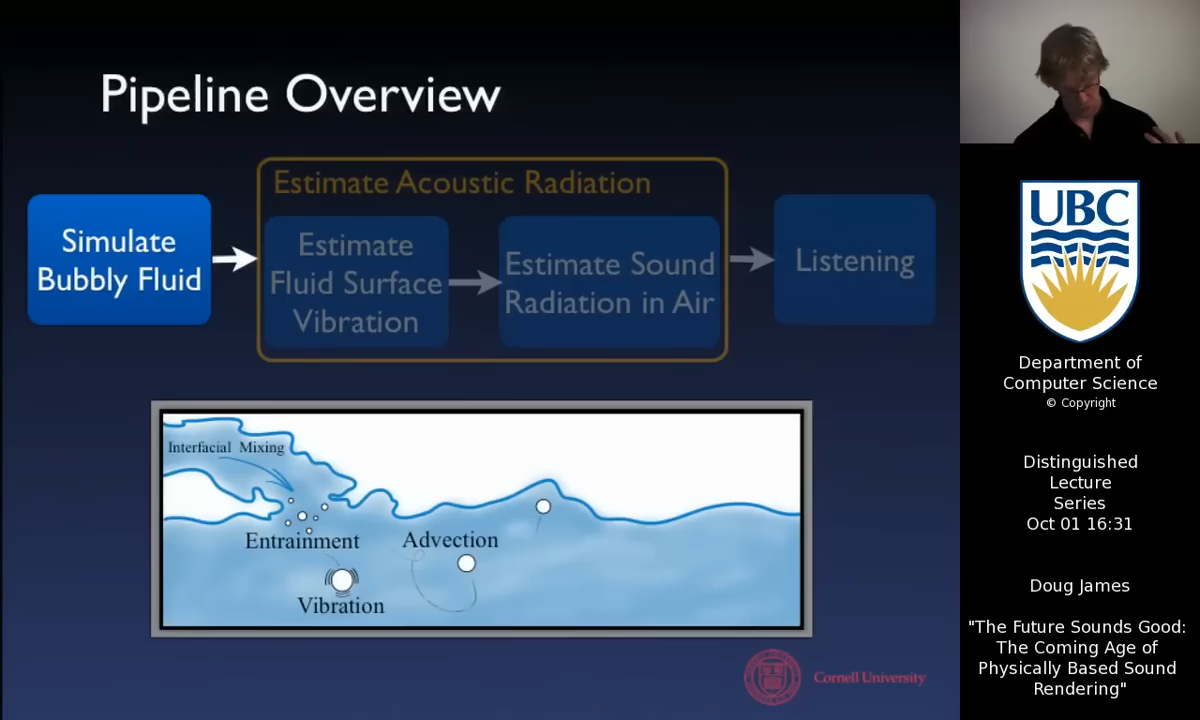 Pipeline Overview
Estimate Acoustic Radiation
Simulate
Bubbly Fluid
Estimate
Fluid Surface
Vibration
Estimate Sound
Radiation in Air
Listening
Interfacial Mixing
Entrainment
Advection
Vibration
Cornell University
UBC
Department of
Computer Science
© Copyright
Distinguished
Lecture
Series
Oct 01 16:31
Doug James
"The Future Sounds Good:
The Coming Age of
Physically Based Sound
Rendering"